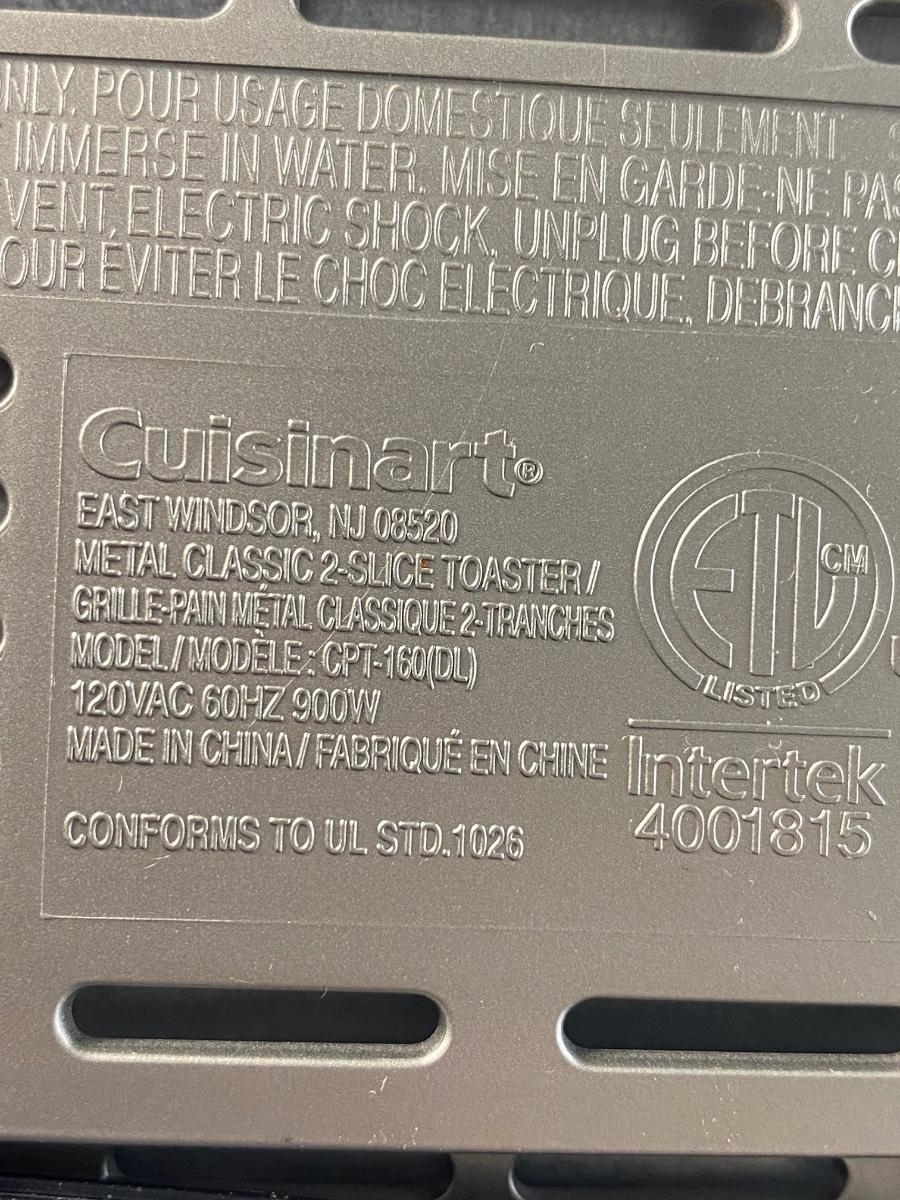 ONLY. POUR USAGE DOMESTIQUE SEULEMENT.
IMMERSE IN WATER. MISE EN GARDE-NE PAS
VENT ELECTRIC SHOCK, UNPLUG BEFORE
OUR ÉVITER LE CHOC ÉLECTRIQUE, DEBRANC
Cuisinart®
EAST WINDSOR, NJ 08520
METAL CLASSIC 2-SLICE TOASTER /
GRILLE-PAIN MÉTAL CLASSIQUE 2-TRANCHES
MODEL / MODÈLE : CPT-160(DL)
120VAC 60HZ 900W
MADE IN CHINA / FABRIQUÉ EN CHINE
CONFORMS TO UL STD.1026
ETL CM
LISTED
Intertek
4001815